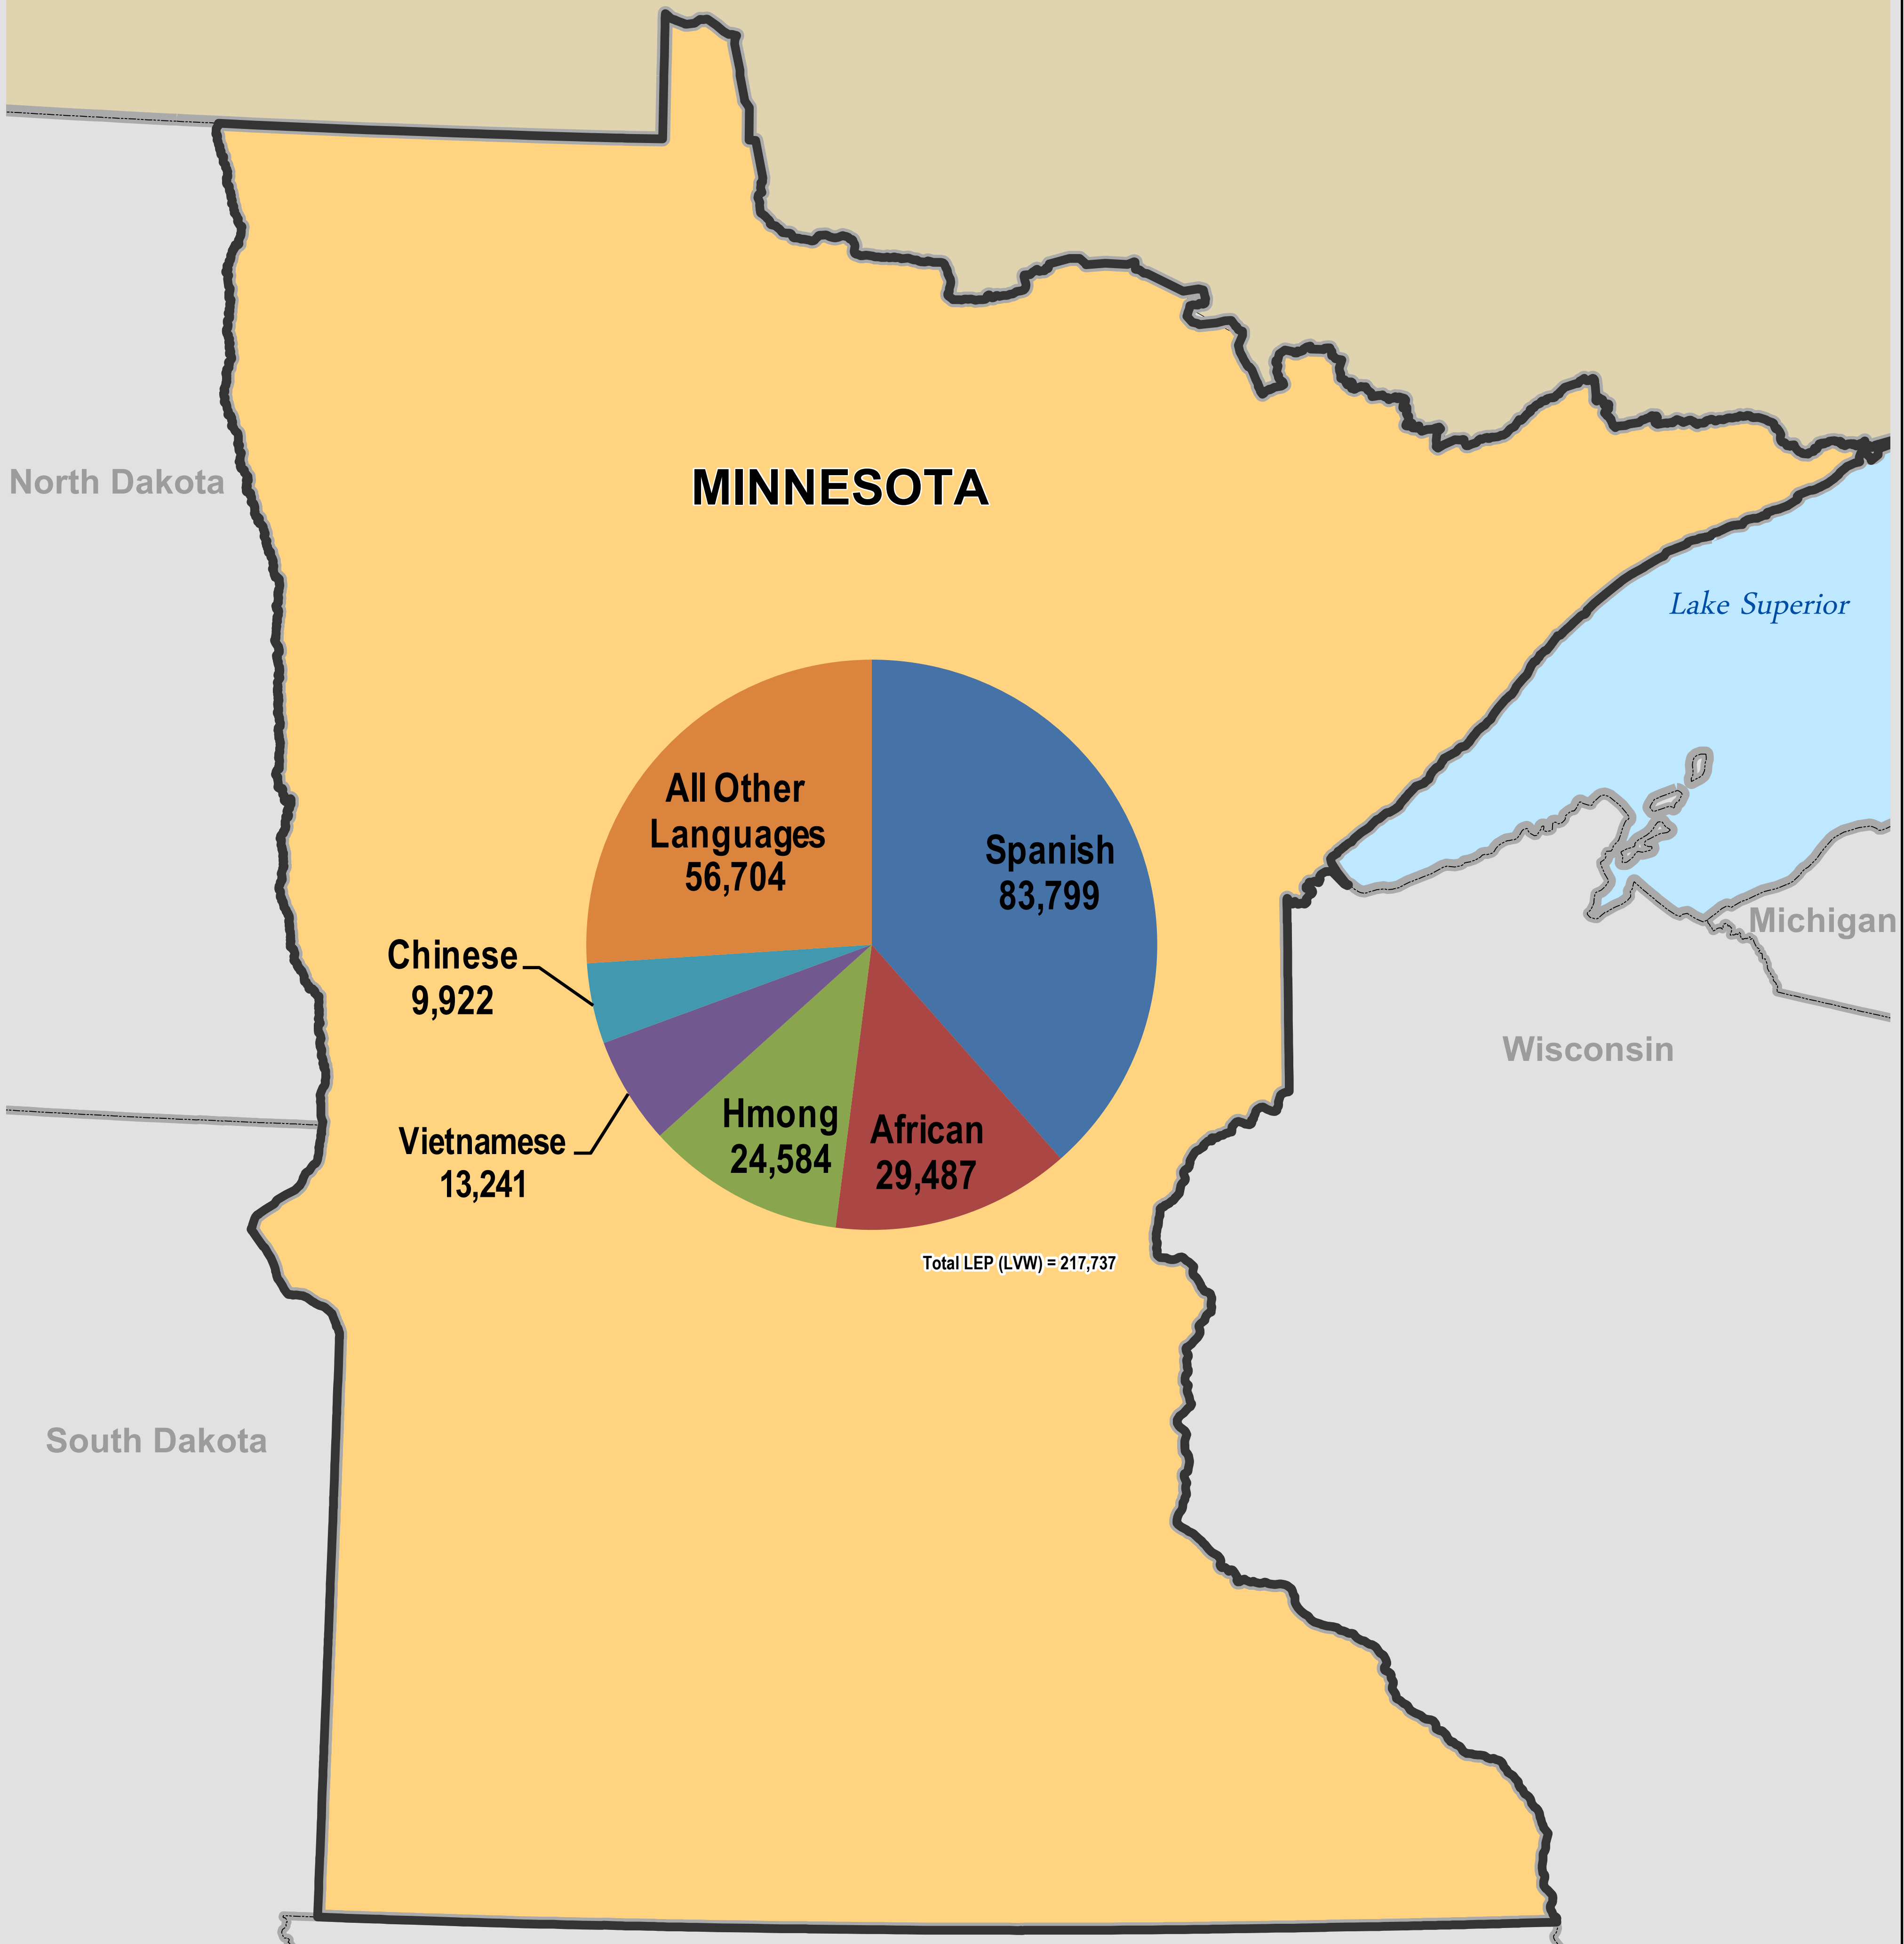 North Dakota
MINNESOTA
Lake Superior
All Other
Languages
56,704
Spanish
83,799
Michigan
Chinese
9,922
Wisconsin
Hmong
24,584
African
29,487
Vietnamese
13,241
Total LEP (LVW) = 217,737
South Dakota